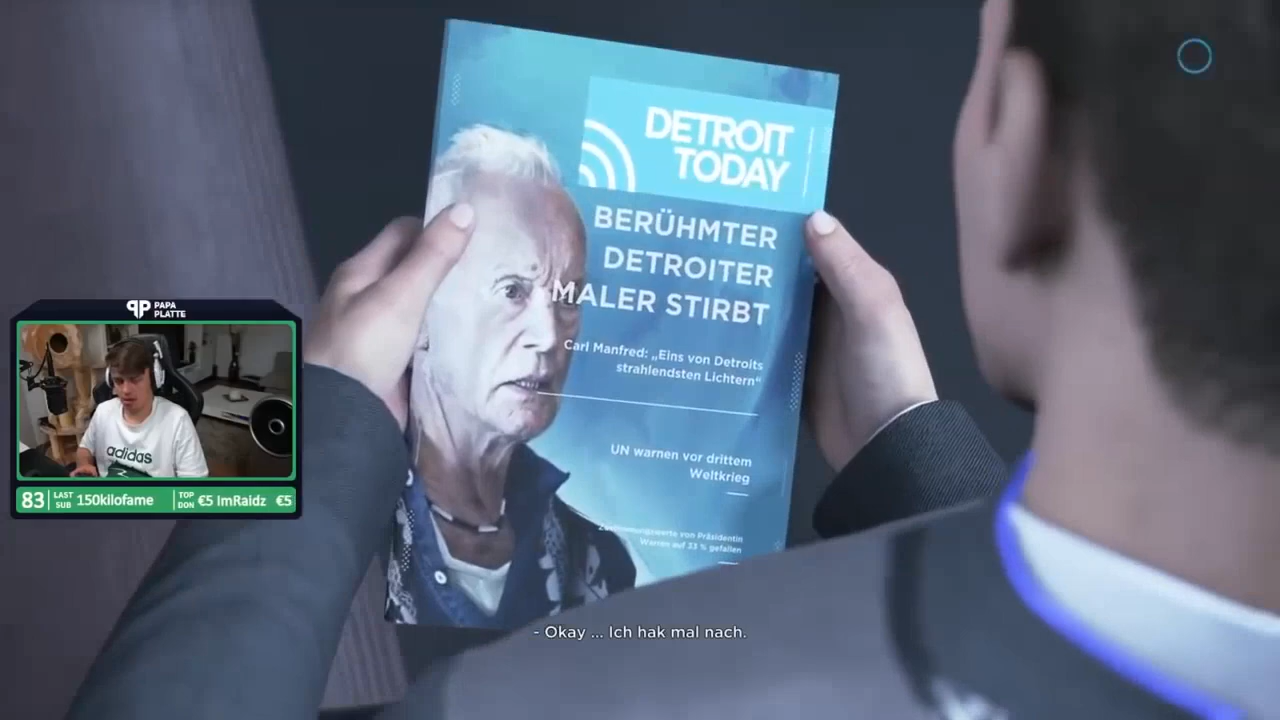 DETROIT
TODAY
BERÜHMTER
DETROITER
MALER STIRBT
Carl Manfred: „Eins von Detroits
strahlendsten Lichtern“
UN warnen vor drittem
Weltkrieg
von Präsidentin
Warren auf 33 % gefallen
PP PAPA
PLATTE
adidas
83 LAST SUB 150kilofame TOP DON €5 ImRaidz €5
- Okay ... Ich hak mal nach.